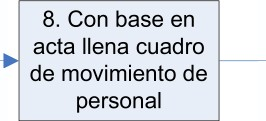 8. Con base en
acta llena cuadro
de movimiento de
personal